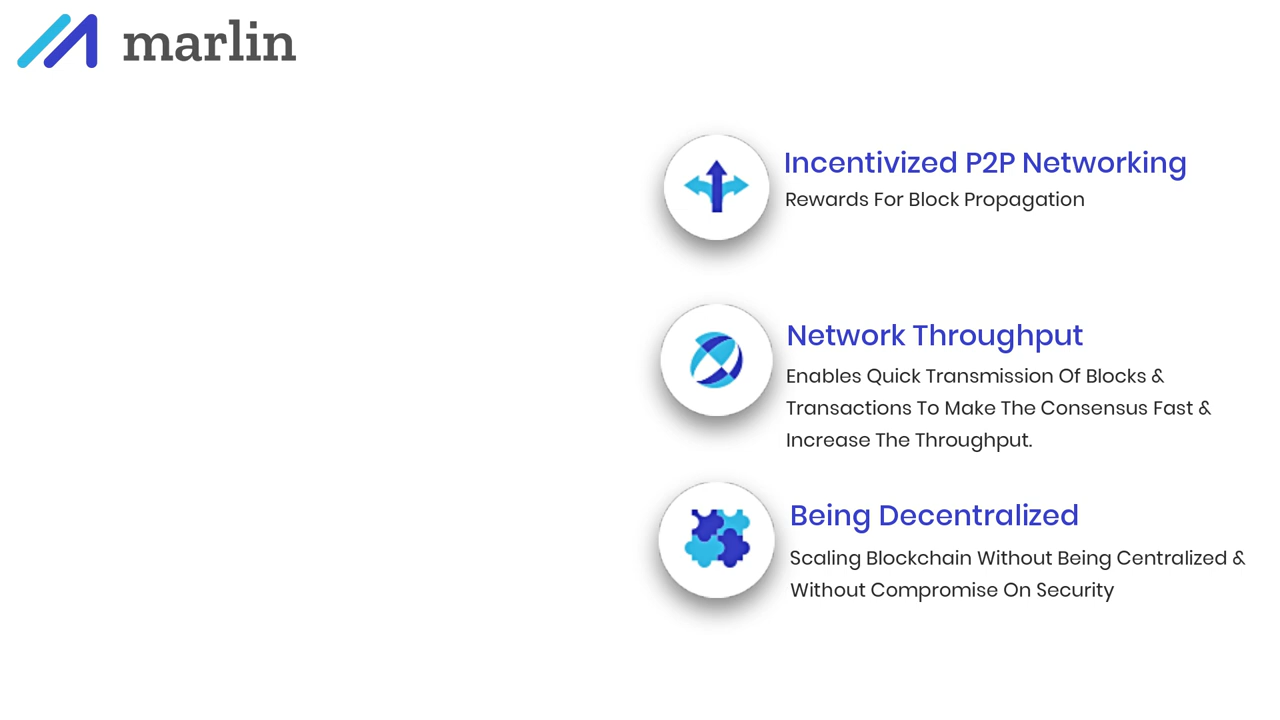 marlin
Incentivized P2P Networking
Rewards For Block Propagation
Network Throughput
Enables Quick Transmission Of Blocks &
Transactions To Make The Consensus Fast &
Increase The Throughput.
Being Decentralized
Scaling Blockchain Without Being Centralized &
Without Compromise On Security